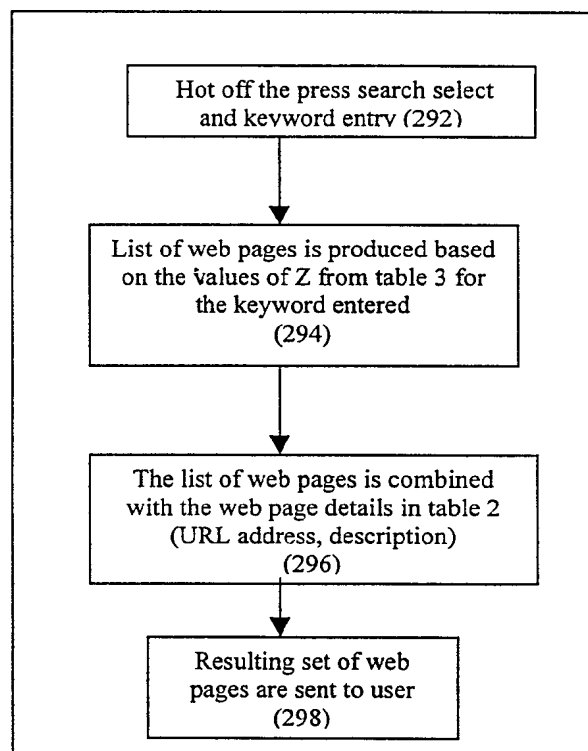 Hot off the press search select
and keyword entry (292)
List of web pages is produced based
on the values of Z from table 3 for
the keyword entered
(294)
The list of web pages is combined
with the web page details in table 2
(URL address, description)
(296)
Resulting set of web
pages are sent to user
(298)